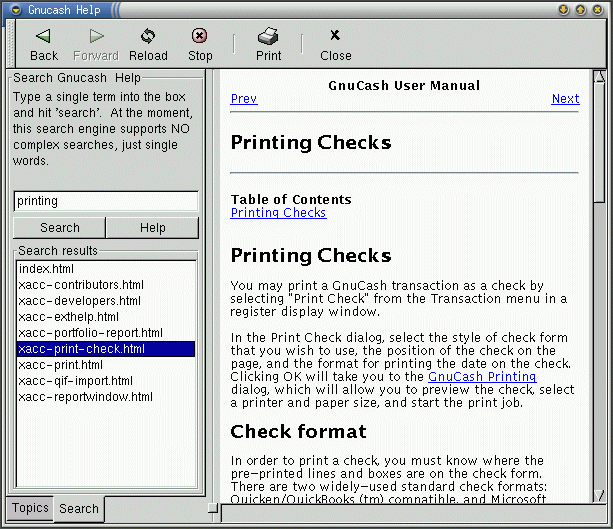 Gnucash Help
Back Forward Reload Stop Print Close
Search Gnucash Help
Type a single term into the box
and hit 'search'. At the moment,
this search engine supports NO
complex searches, just single
words.
printing
Search Help
Search results
index.html
xacc-contributors.html
xacc-developers.html
xacc-exthelp.html
xacc-portfolio-report.html
xacc-print-check.html
xacc-print.html
xacc-qif-import.html
xacc-reportwindow.html
Topics Search
GnuCash User Manual
Prev Next
Printing Checks
Table of Contents
Printing Checks
Printing Checks
You may print a GnuCash transaction as a check by
selecting "Print Check" from the Transaction menu in a
register display window.
In the Print Check dialog, select the style of check form
that you wish to use, the position of the check on the
page, and the format for printing the date on the check.
Clicking OK will take you to the GnuCash Printing
dialog, which will allow you to preview the check, select
a printer and paper size, and start the print job.
Check format
In order to print a check, you must know where the
pre-printed lines and boxes are on the check form.
There are two widely-used standard check formats:
Quicken/QuickBooks (tm) compatible, and Microsoft